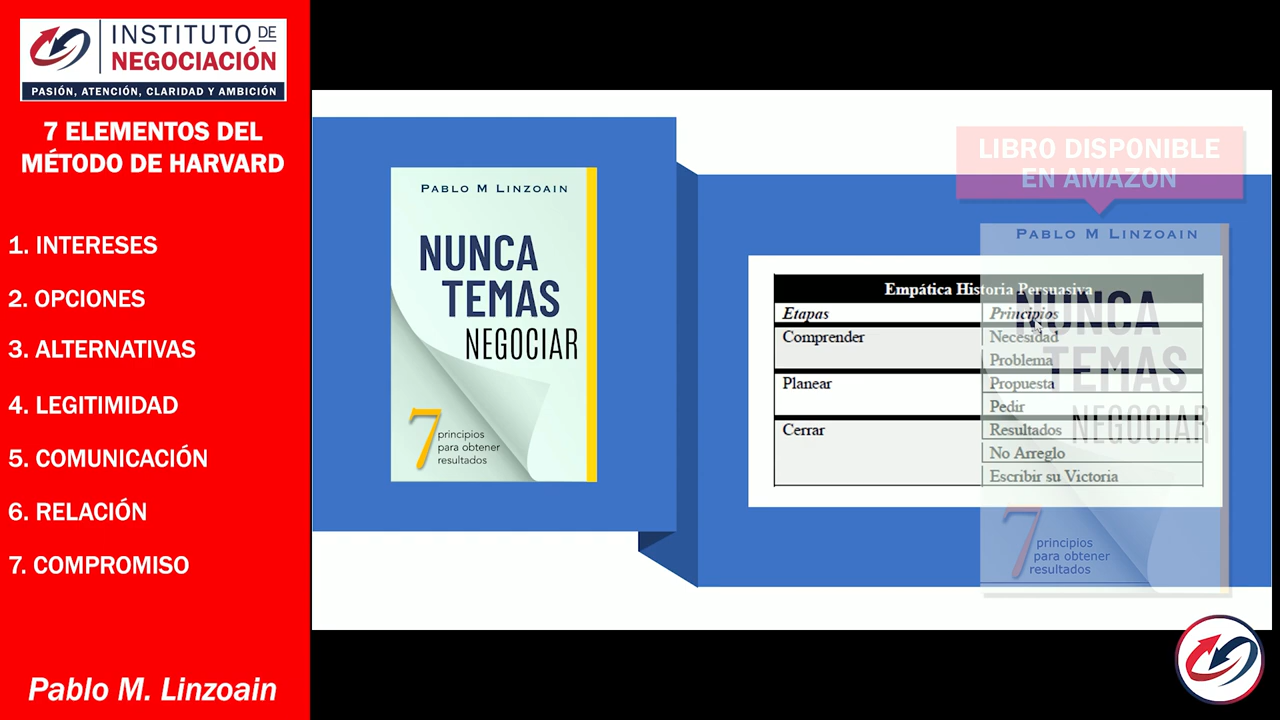 INSTITUTO DE
NEGOCIACIÓN
PASIÓN, ATENCIÓN, CLARIDAD Y AMBICIÓN
7 ELEMENTOS DEL
MÉTODO DE HARVARD
1. INTERESES
2. OPCIONES
3. ALTERNATIVAS
4. LEGITIMIDAD
5. COMUNICACIÓN
6. RELACIÓN
7. COMPROMISO
Pablo M. Linzoain
PABLO M LINZOAIN
NUNCA
TEMAS
NEGOCIAR
7 principios
para obtener
resultados
LIBRO DISPONIBLE
EN AMAZON
PABLO M LINZOAIN
Empática Historia Persuasiva
Etapas Principios
Comprender Necesidad
Problema
Planear Propuesta
Pedir
Cerrar Resultados
No Arreglo
Escribir su Victoria
NUNCA
TEMAS
NEGOCIAR
7 principios
para obtener
resultados